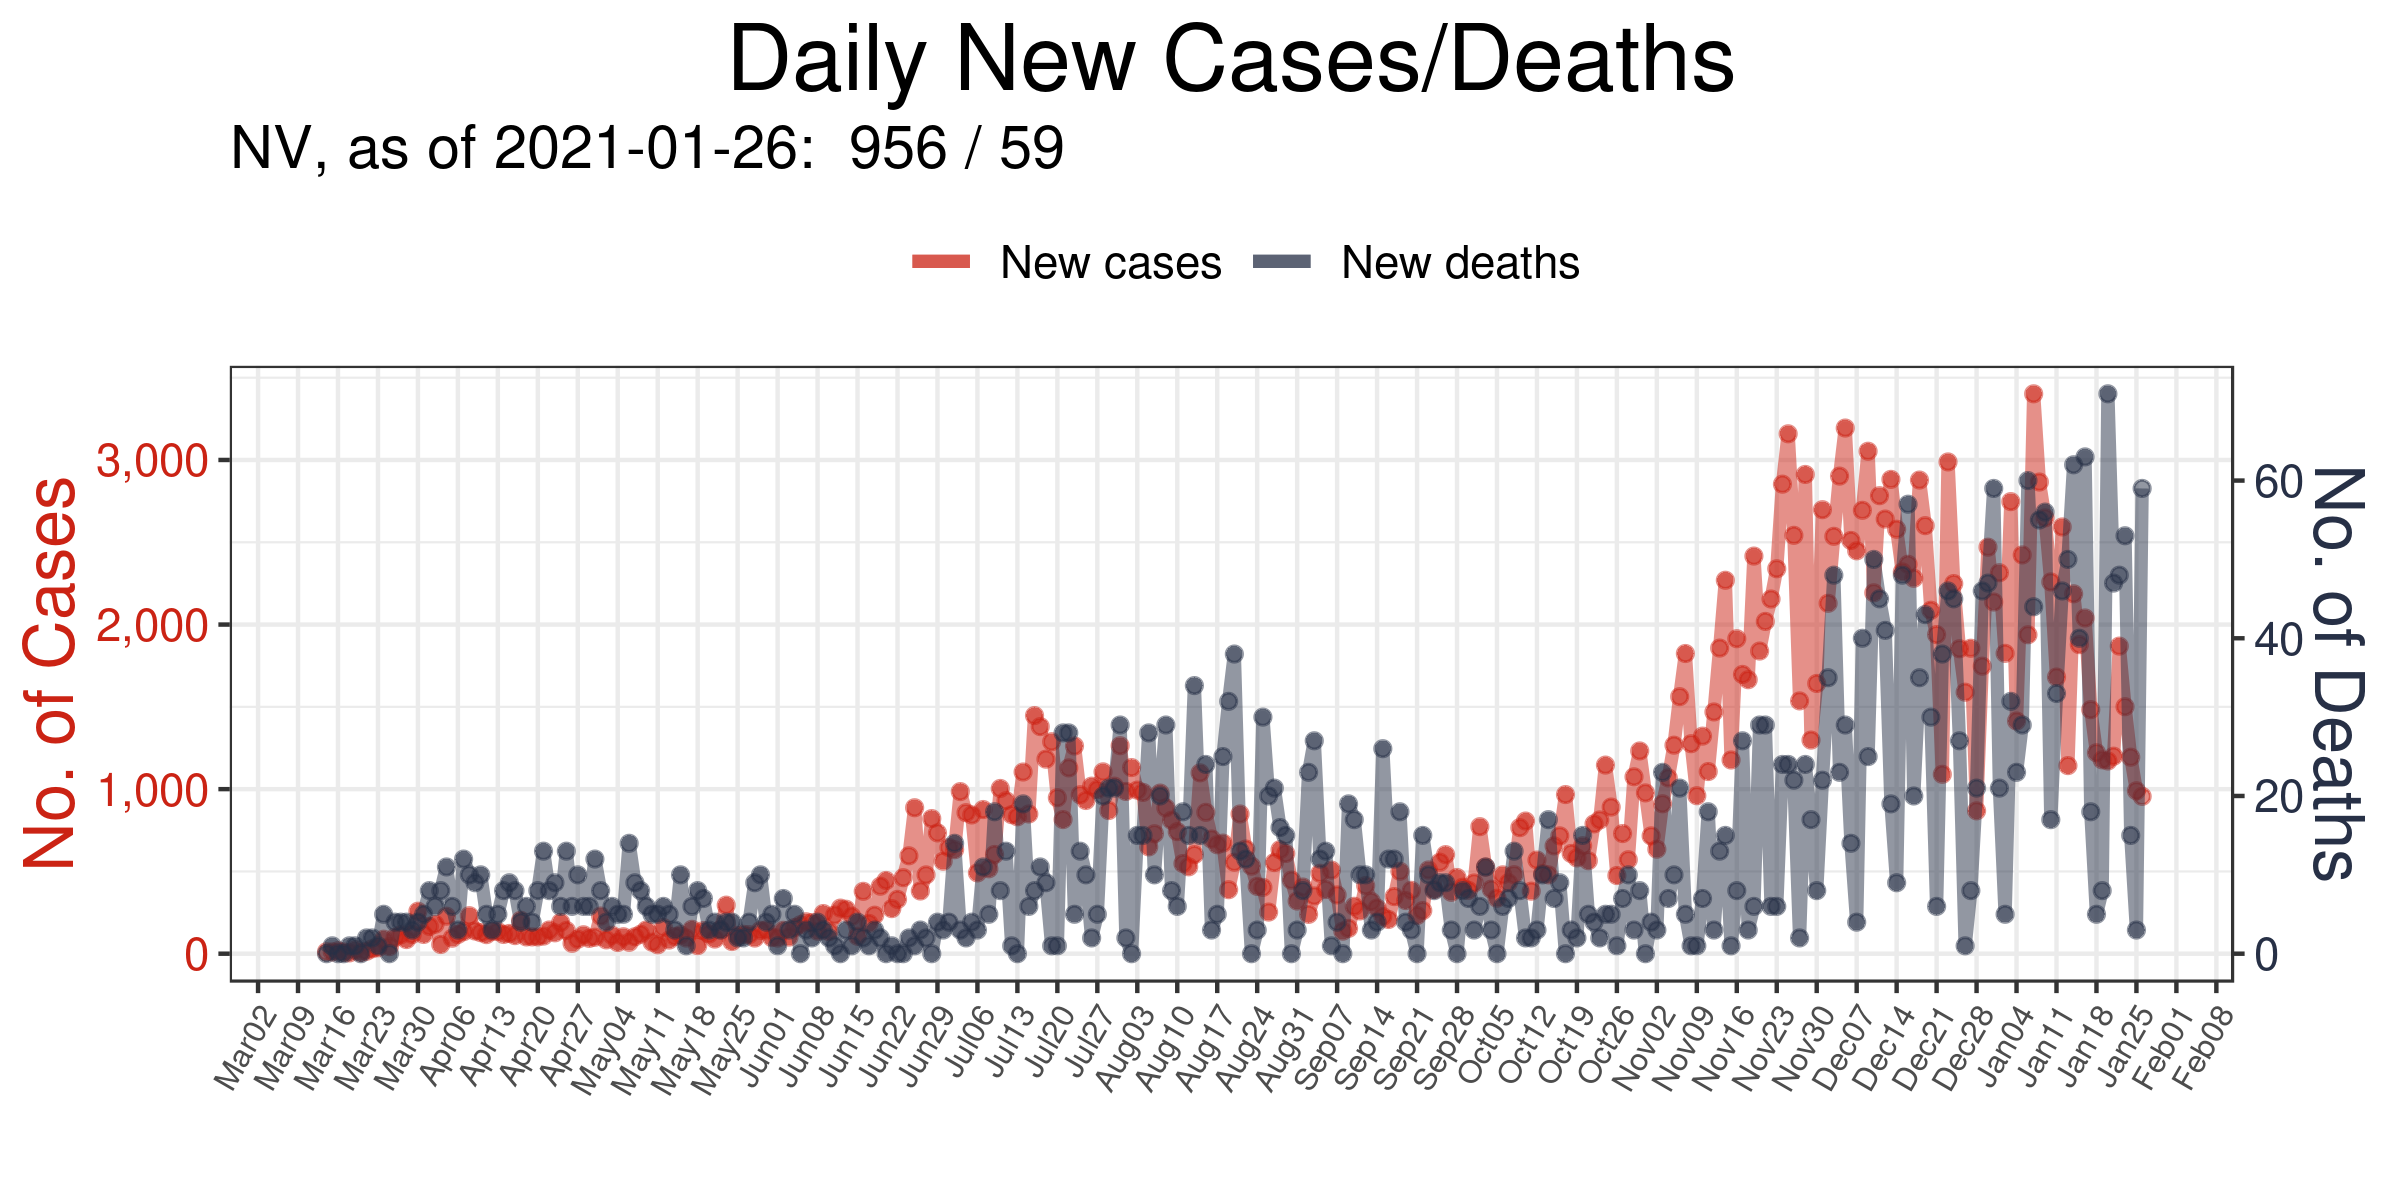 Daily New Cases/Deaths
NV, as of 2021-01-26:  956 / 59
New cases New deaths
No. of Cases
3,000
2,000
1,000
0
No. of Deaths
60
40
20
0
Mar02 Mar09 Mar16 Mar23 Mar30 Apr06 Apr13 Apr20 Apr27 May04 May11 May18 May25 Jun01 Jun08 Jun15 Jun22 Jun29 Jul06 Jul13 Jul20 Jul27 Aug03 Aug10 Aug17 Aug24 Aug31 Sep07 Sep14 Sep21 Sep28 Oct05 Oct12 Oct19 Oct26 Nov02 Nov09 Nov16 Nov23 Nov30 Dec07 Dec14 Dec21 Dec28 Jan04 Jan11 Jan18 Jan25 Feb01 Feb08